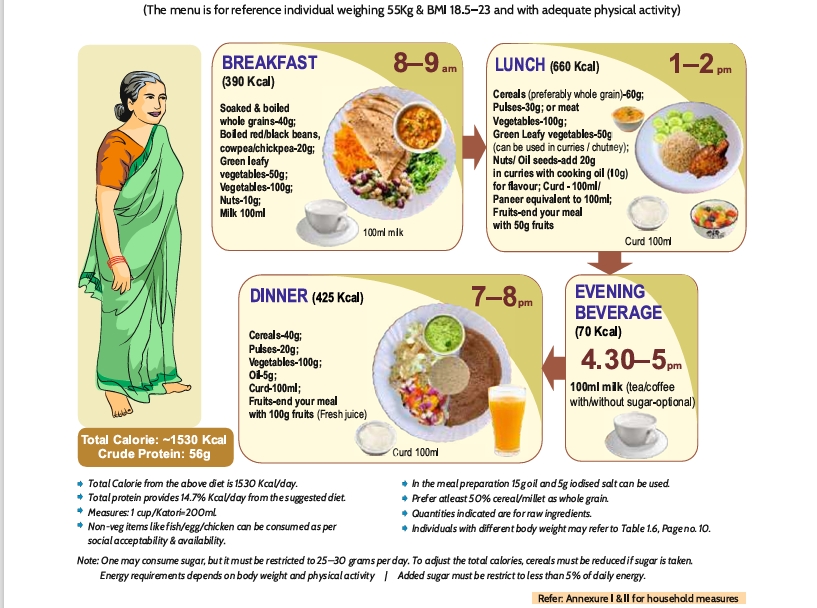 (The menu is for reference individual weighing 55Kg & BMI 18.5–23 and with adequate physical activity)
BREAKFAST
(390 Kcal)
8–9 am
Soaked & boiled
whole grains-40g;
Boiled red/black beans,
cowpea/chickpea-20g;
Green leafy
vegetables-50g;
Vegetables-100g;
Nuts-10g;
Milk 100ml
100ml milk
LUNCH (660 Kcal)
1–2 pm
Cereals (preferably whole grain)-60g;
Pulses-30g; or meat
Vegetables-100g;
Green Leafy vegetables-50g
(can be used in curries / chutney);
Nuts/ Oil seeds-add 20g
in curries with cooking oil (10g)
for flavour; Curd - 100ml/
Paneer equivalent to 100ml;
Fruits-end your meal
with 50g fruits
Curd 100ml
EVENING
BEVERAGE
(70 Kcal)
4.30–5pm
100ml milk (tea/coffee
with/without sugar-optional)
DINNER (425 Kcal)
7–8pm
Cereals-40g;
Pulses-20g;
Vegetables-100g;
Oil-5g;
Curd-100ml;
Fruits-end your meal
with 100g fruits (Fresh juice)
Curd 100ml
Total Calorie: ~1530 Kcal
Crude Protein: 56g
Total Calorie from the above diet is 1530 Kcal/day.
Total protein provides 14.7% Kcal/day from the suggested diet.
Measures: 1 cup/Katori=200ml.
Non-veg items like fish/egg/chicken can be consumed as per
social acceptability & availability.
In the meal preparation 15g oil and 5g iodised salt can be used.
Prefer atleast 50% cereal/millet as whole grain.
Quantities indicated are for raw ingredients.
Individuals with different body weight may refer to Table 1.6, Page no. 10.
Note: One may consume sugar, but it must be restricted to 25–30 grams per day. To adjust the total calories, cereals must be reduced if sugar is taken.
Energy requirements depends on body weight and physical activity | Added sugar must be restrict to less than 5% of daily energy.
Refer: Annexure I & II for household measures